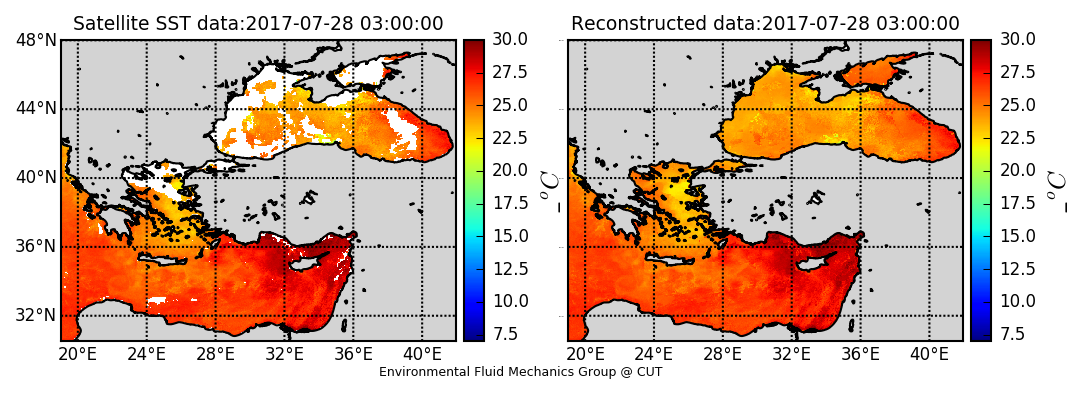 Satellite SST data:2017-07-28 03:00:00
Reconstructed data:2017-07-28 03:00:00
48°N
44°N
40°N
36°N
32°N
20°E 24°E 28°E 32°E 36°E 40°E
30.0
27.5
25.0
22.5
20.0
17.5
15.0
12.5
10.0
7.5
_ °C
20°E 24°E 28°E 32°E 36°E 40°E
30.0
27.5
25.0
22.5
20.0
17.5
15.0
12.5
10.0
7.5
_ °C
Environmental Fluid Mechanics Group @ CUT